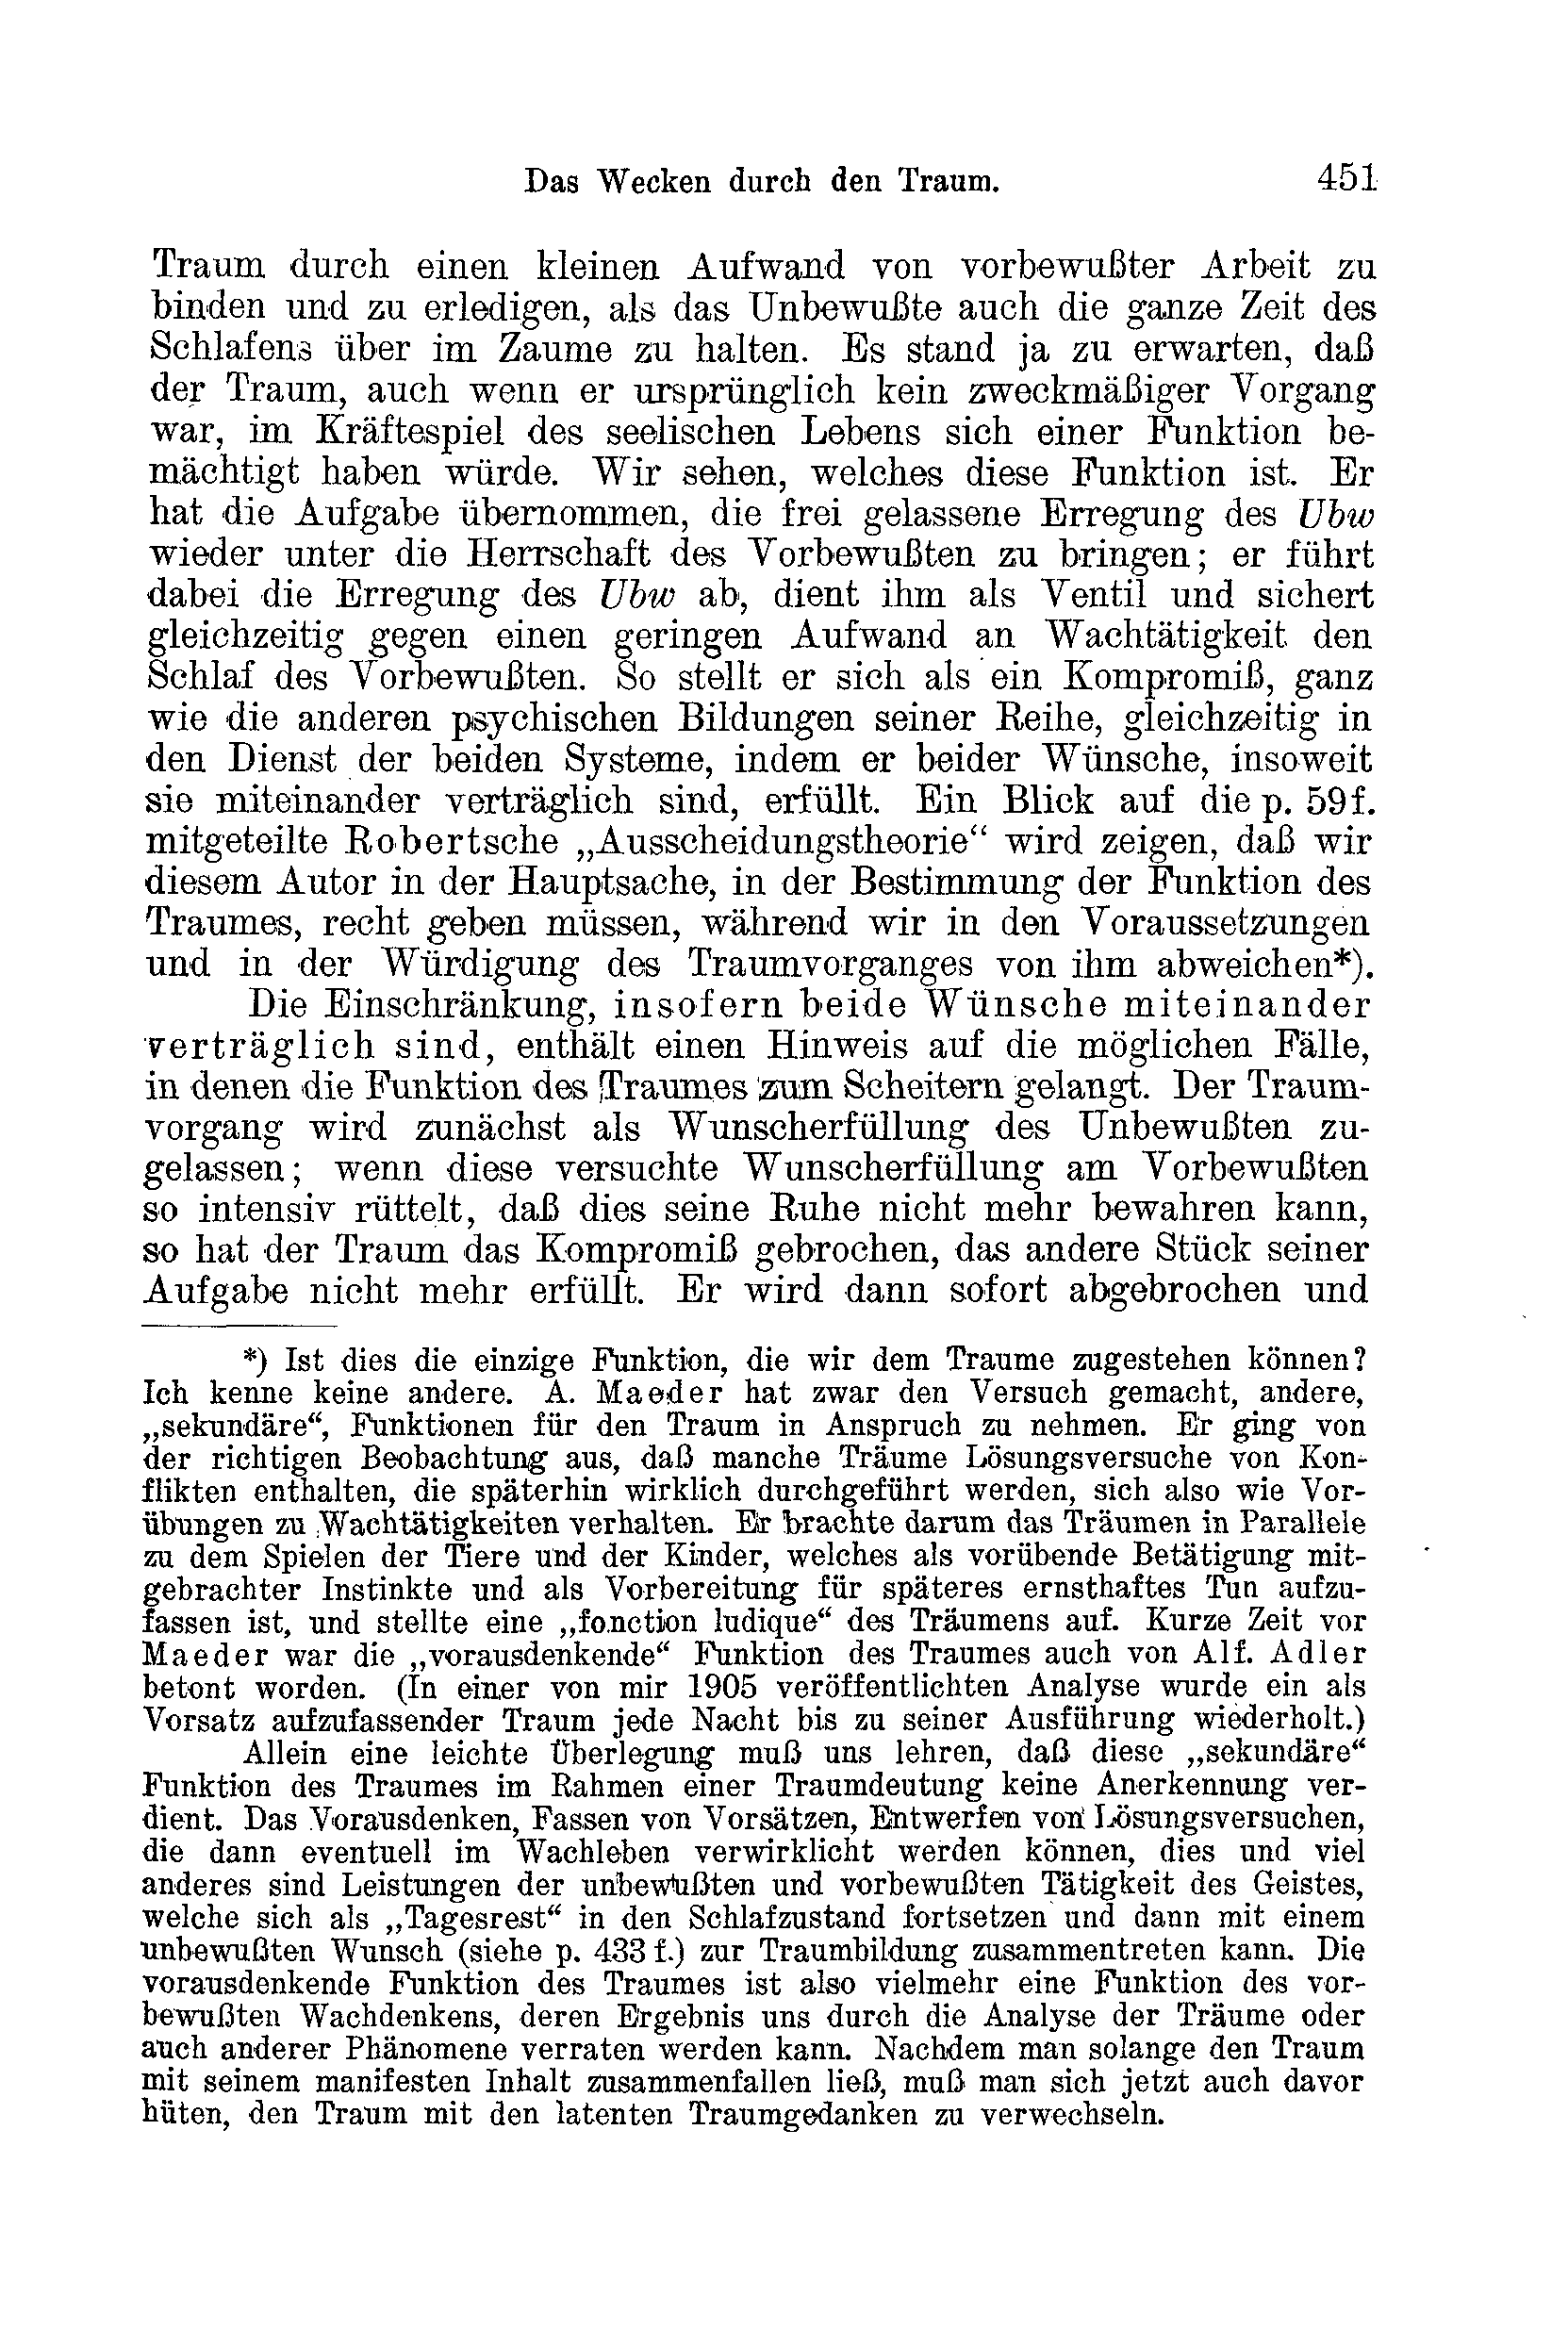 Das Wecken durch den Traum. 451
Traum durch einen kleinen Aufwand von vorbewußter Arbeit zu
binden und zu erledigen, als das Unbewußte auch die ganze Zeit des
Schlafens über im Zaume zu halten. Es stand ja zu erwarten, daß
der Traum, auch wenn er ursprünglich kein zweckmäßiger Vorgang
war, im Kräftespiel des seelischen Lebens sich einer Funktion be-
mächtigt haben würde. Wir sehen, welches diese Funktion ist. Er
hat die Aufgabe übernommen, die frei gelassene Erregung des Ubw
wieder unter die Herrschaft des Vorbewußten zu bringen; er führt
dabei die Erregung des Ubw ab, dient ihm als Ventil und sichert
gleichzeitig gegen einen geringen Aufwand an Wachtätigkeit den
Schlaf des Vorbewußten. So stellt er sich als ein Kompromiß, ganz
wie die anderen psychischen Bildungen seiner Reihe, gleichzeitig in
den Dienst der beiden Systeme, indem er beider Wünsche, insoweit
sie miteinander verträglich sind, erfüllt. Ein Blick auf die p. 59f.
mitgeteilte Robertsche „Ausscheidungstheorie“ wird zeigen, daß wir
diesem Autor in der Hauptsache, in der Bestimmung der Funktion des
Traumes, recht geben müssen, während wir in den Voraussetzungen
und in der Würdigung des Traumvorganges von ihm abweichen*).
Die Einschränkung, insofern beide Wünsche miteinander
verträglich sind, enthält einen Hinweis auf die möglichen Fälle,
in denen die Funktion des Traumes zum Scheitern gelangt. Der Traum-
vorgang wird zunächst als Wunscherfüllung des Unbewußten zu-
gelassen; wenn diese versuchte Wunscherfüllung am Vorbewußten
so intensiv rüttelt, daß dies seine Ruhe nicht mehr bewahren kann,
so hat der Traum das Kompromiß gebrochen, das andere Stück seiner
Aufgabe nicht mehr erfüllt. Er wird dann sofort abgebrochen und
*) Ist dies die einzige Funktion, die wir dem Traume zugestehen können?
Ich kenne keine andere. A. Maeder hat zwar den Versuch gemacht, andere,
„sekundäre“, Funktionen für den Traum in Anspruch zu nehmen. Er ging von
der richtigen Beobachtung aus, daß manche Träume Lösungsversuche von Kon-
flikten enthalten, die späterhin wirklich durchgeführt werden, sich also wie Vor-
übungen zu Wachtätigkeiten verhalten. Er brachte darum das Träumen in Parallele
zu dem Spielen der Tiere und der Kinder, welches als vorübende Betätigung mit-
gebrachter Instinkte und als Vorbereitung für späteres ernsthaftes Tun aufzu-
fassen ist, und stellte eine „fonction ludique“ des Träumens auf. Kurze Zeit vor
Maeder war die „vorausdenkende“ Funktion des Traumes auch von Alf. Adler
betont worden. (In einer von mir 1905 veröffentlichten Analyse wurde ein als
Vorsatz aufzufassender Traum jede Nacht bis zu seiner Ausführung wiederholt.)
Allein eine leichte Überlegung muß uns lehren, daß diese „sekundäre“
Funktion des Traumes im Rahmen einer Traumdeutung keine Anerkennung ver-
dient. Das Vorausdenken, Fassen von Vorsätzen, Entwerfen von Lösungsversuchen,
die dann eventuell im Wachleben verwirklicht werden können, dies und viel
anderes sind Leistungen der unbewußten und vorbewußten Tätigkeit des Geistes,
welche sich als „Tagesrest“ in den Schlafzustand fortsetzen und dann mit einem
unbewußten Wunsch (siehe p. 433 f.) zur Traumbildung zusammentreten kann. Die
vorausdenkende Funktion des Traumes ist also vielmehr eine Funktion des vor-
bewußten Wachdenkens, deren Ergebnis uns durch die Analyse der Träume oder
auch anderer Phänomene verraten werden kann. Nachdem man solange den Traum
mit seinem manifesten Inhalt zusammenfallen ließ, muß man sich jetzt auch davor
hüten, den Traum mit den latenten Traumgedanken zu verwechseln.